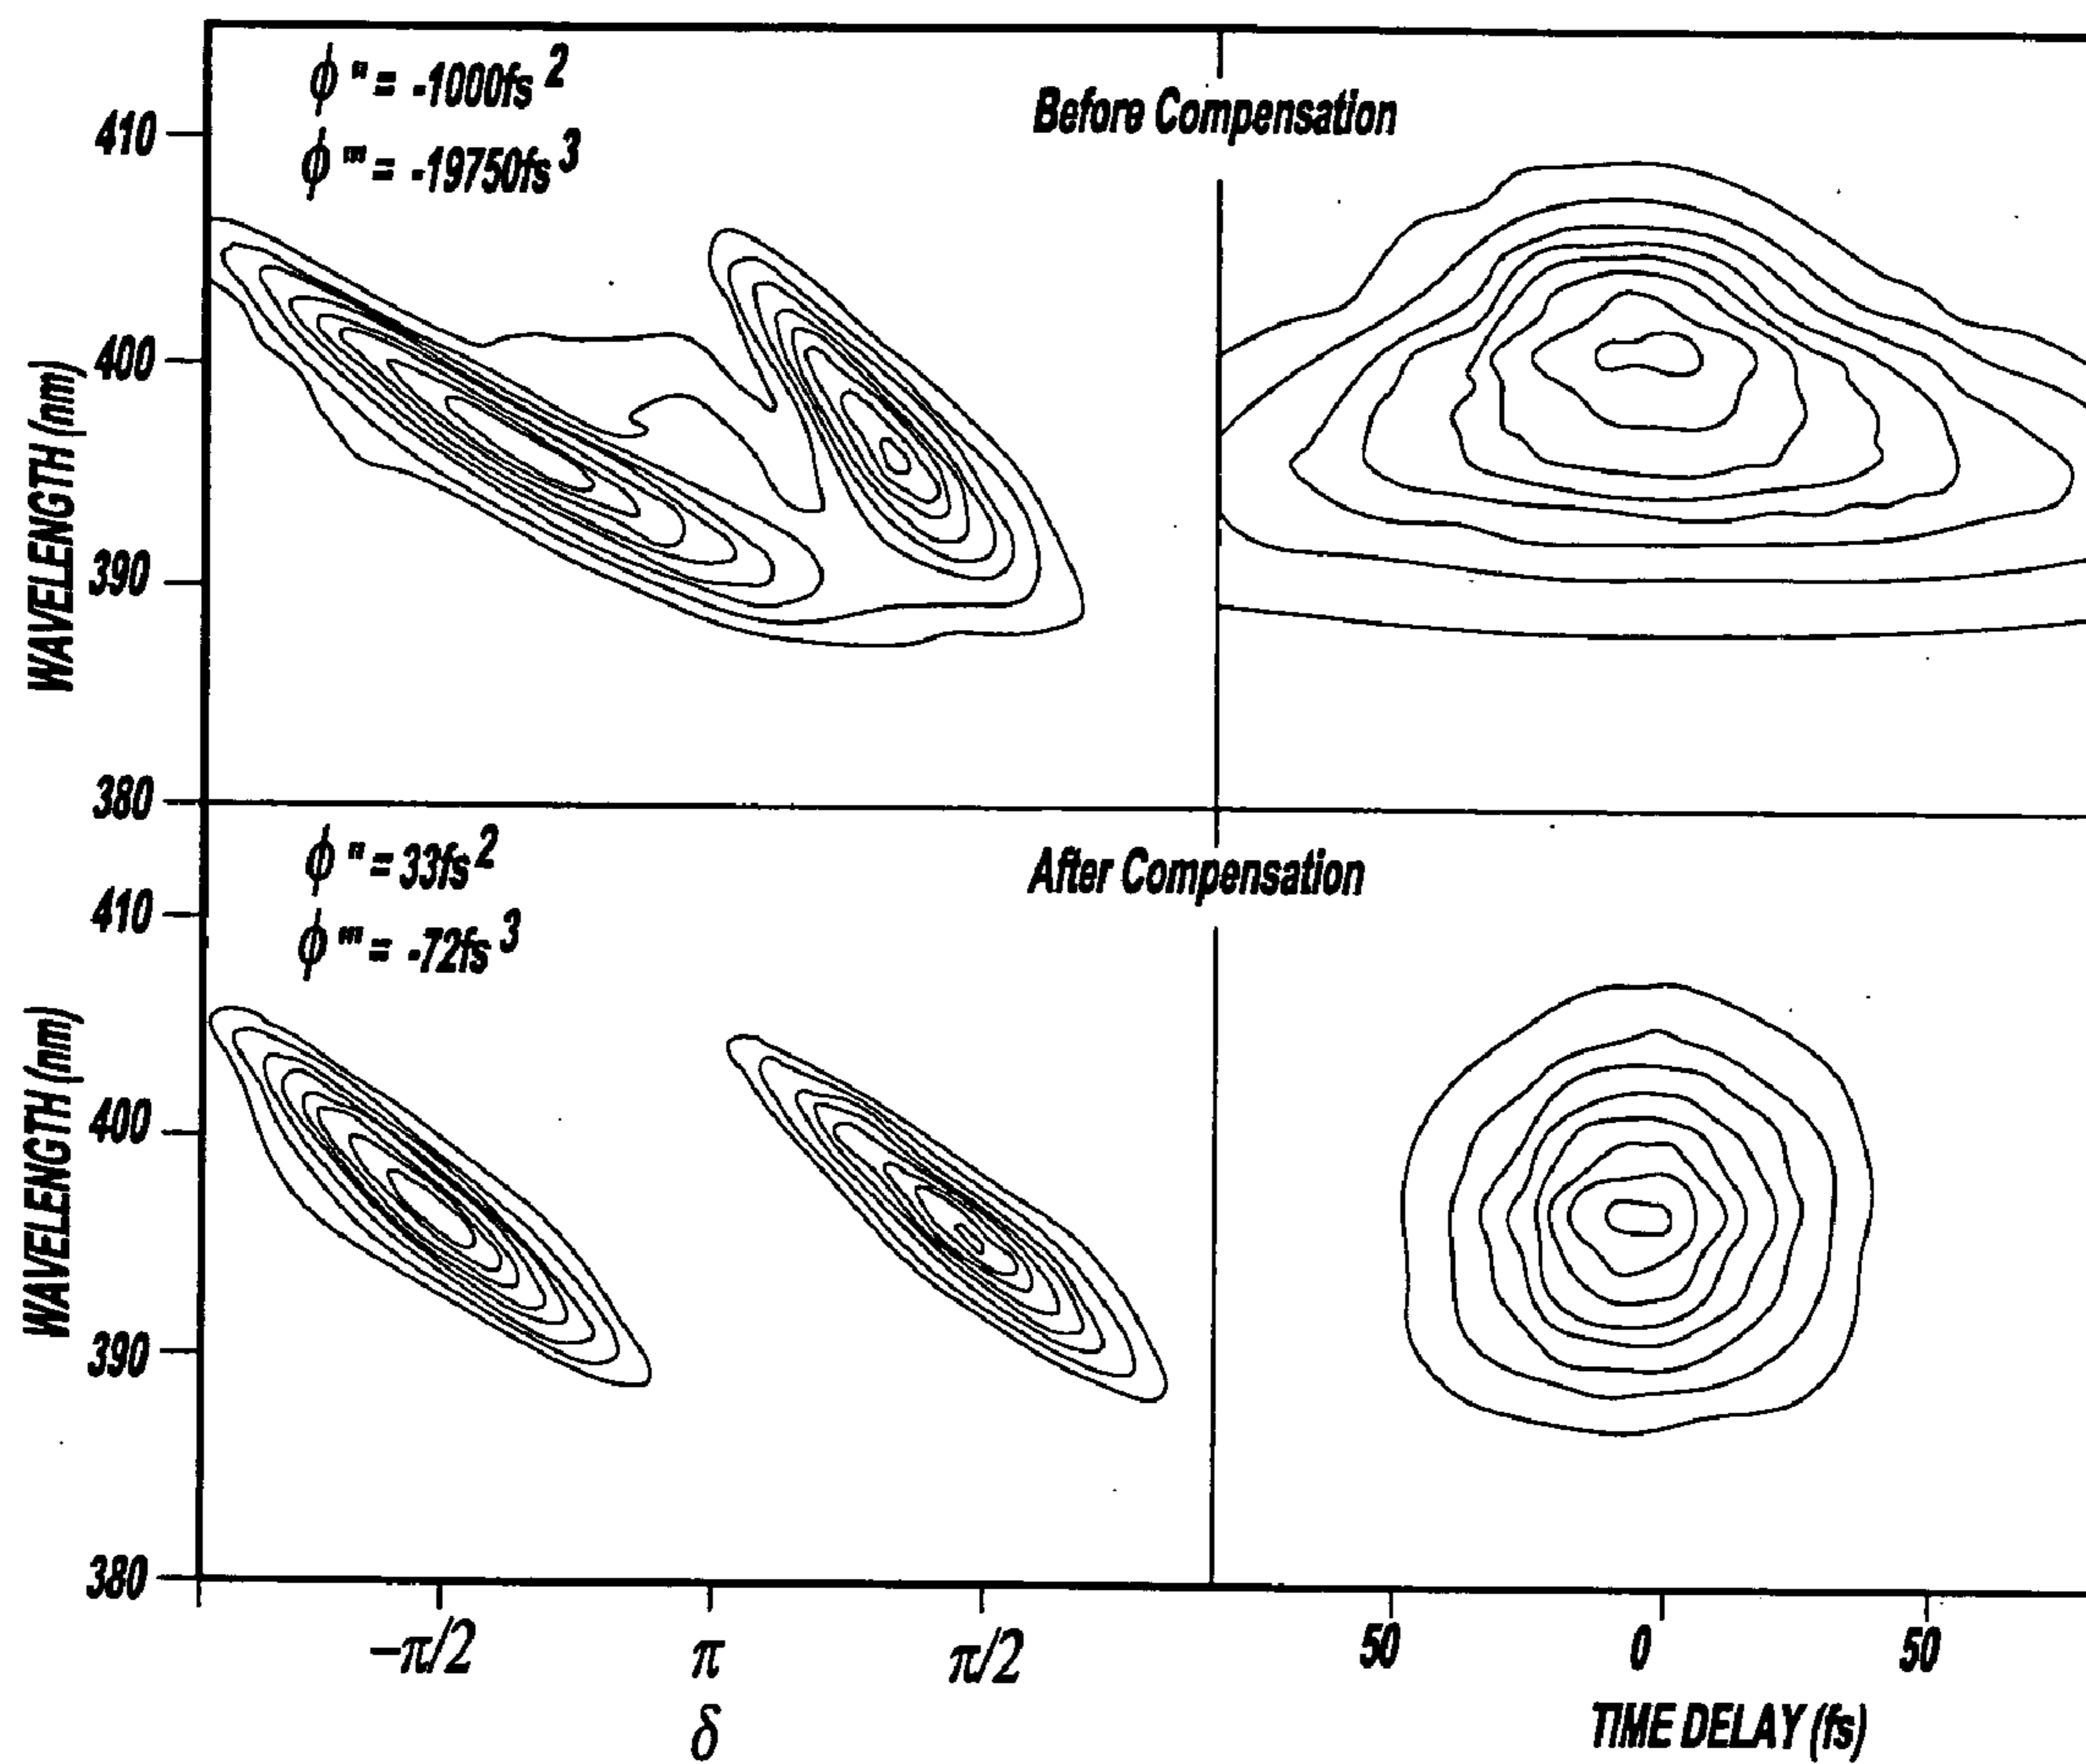 ϕ" = -1000fs²
ϕ''' = -19750fs³
Before Compensation
410
400
390
380
WAVELENGTH (nm)
ϕ" = 33fs²
ϕ''' = -72fs³
After Compensation
410
400
390
380
WAVELENGTH (nm)
−π/2 π π/2
δ
50 0 50
TIME DELAY (fs)